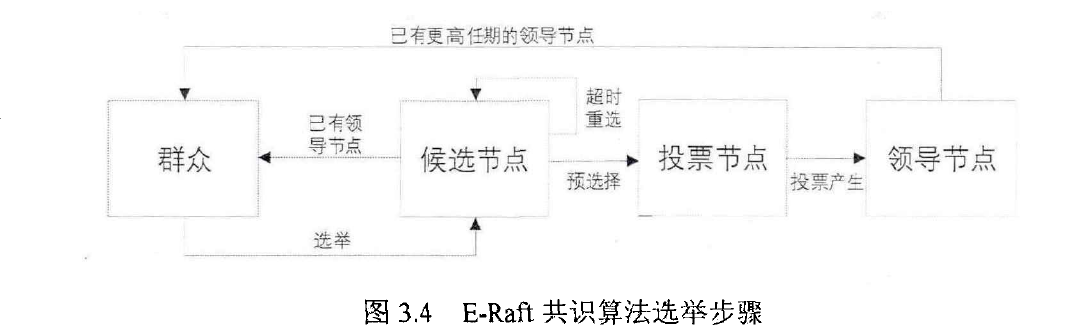 已有更高任期的领导节点
超时
重选
已有领
导节点
群众
候选节点
投票节点
领导节点
预选择
投票产生
选举
图 3.4 E-Raft 共识算法选举步骤